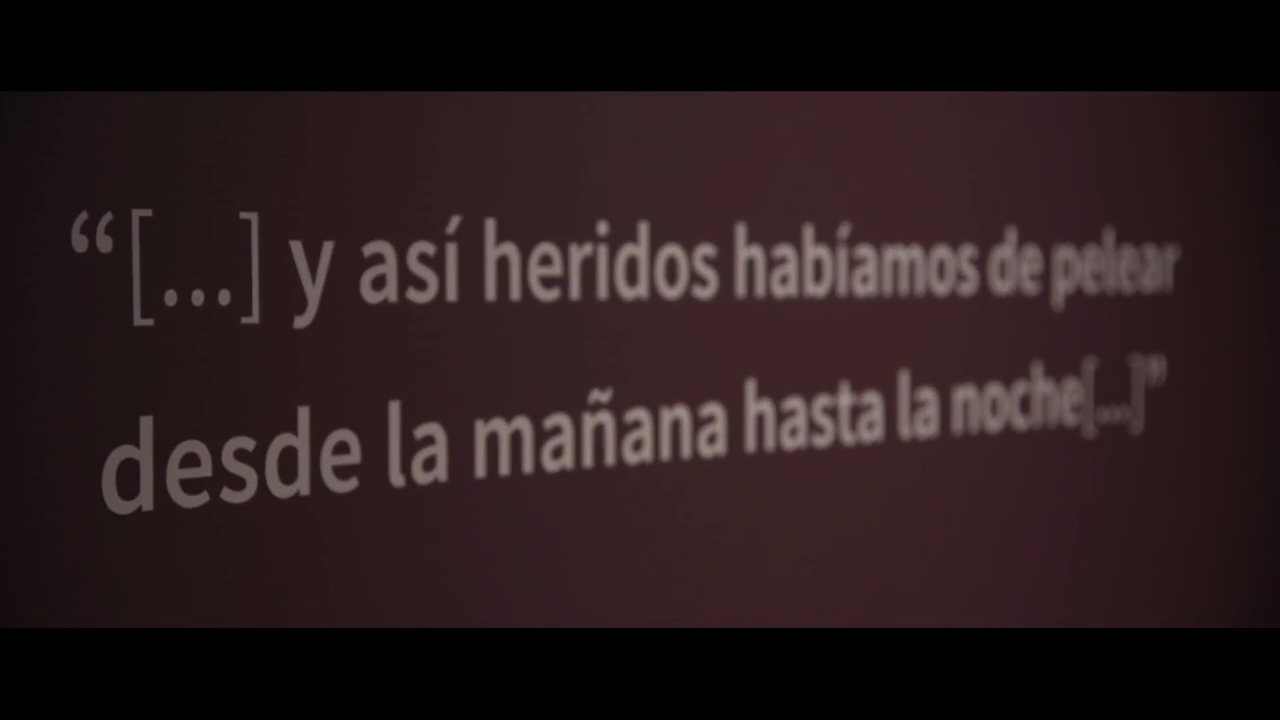 “[...] y así heridos habíamos de pelear
desde la mañana hasta la noche[...]”